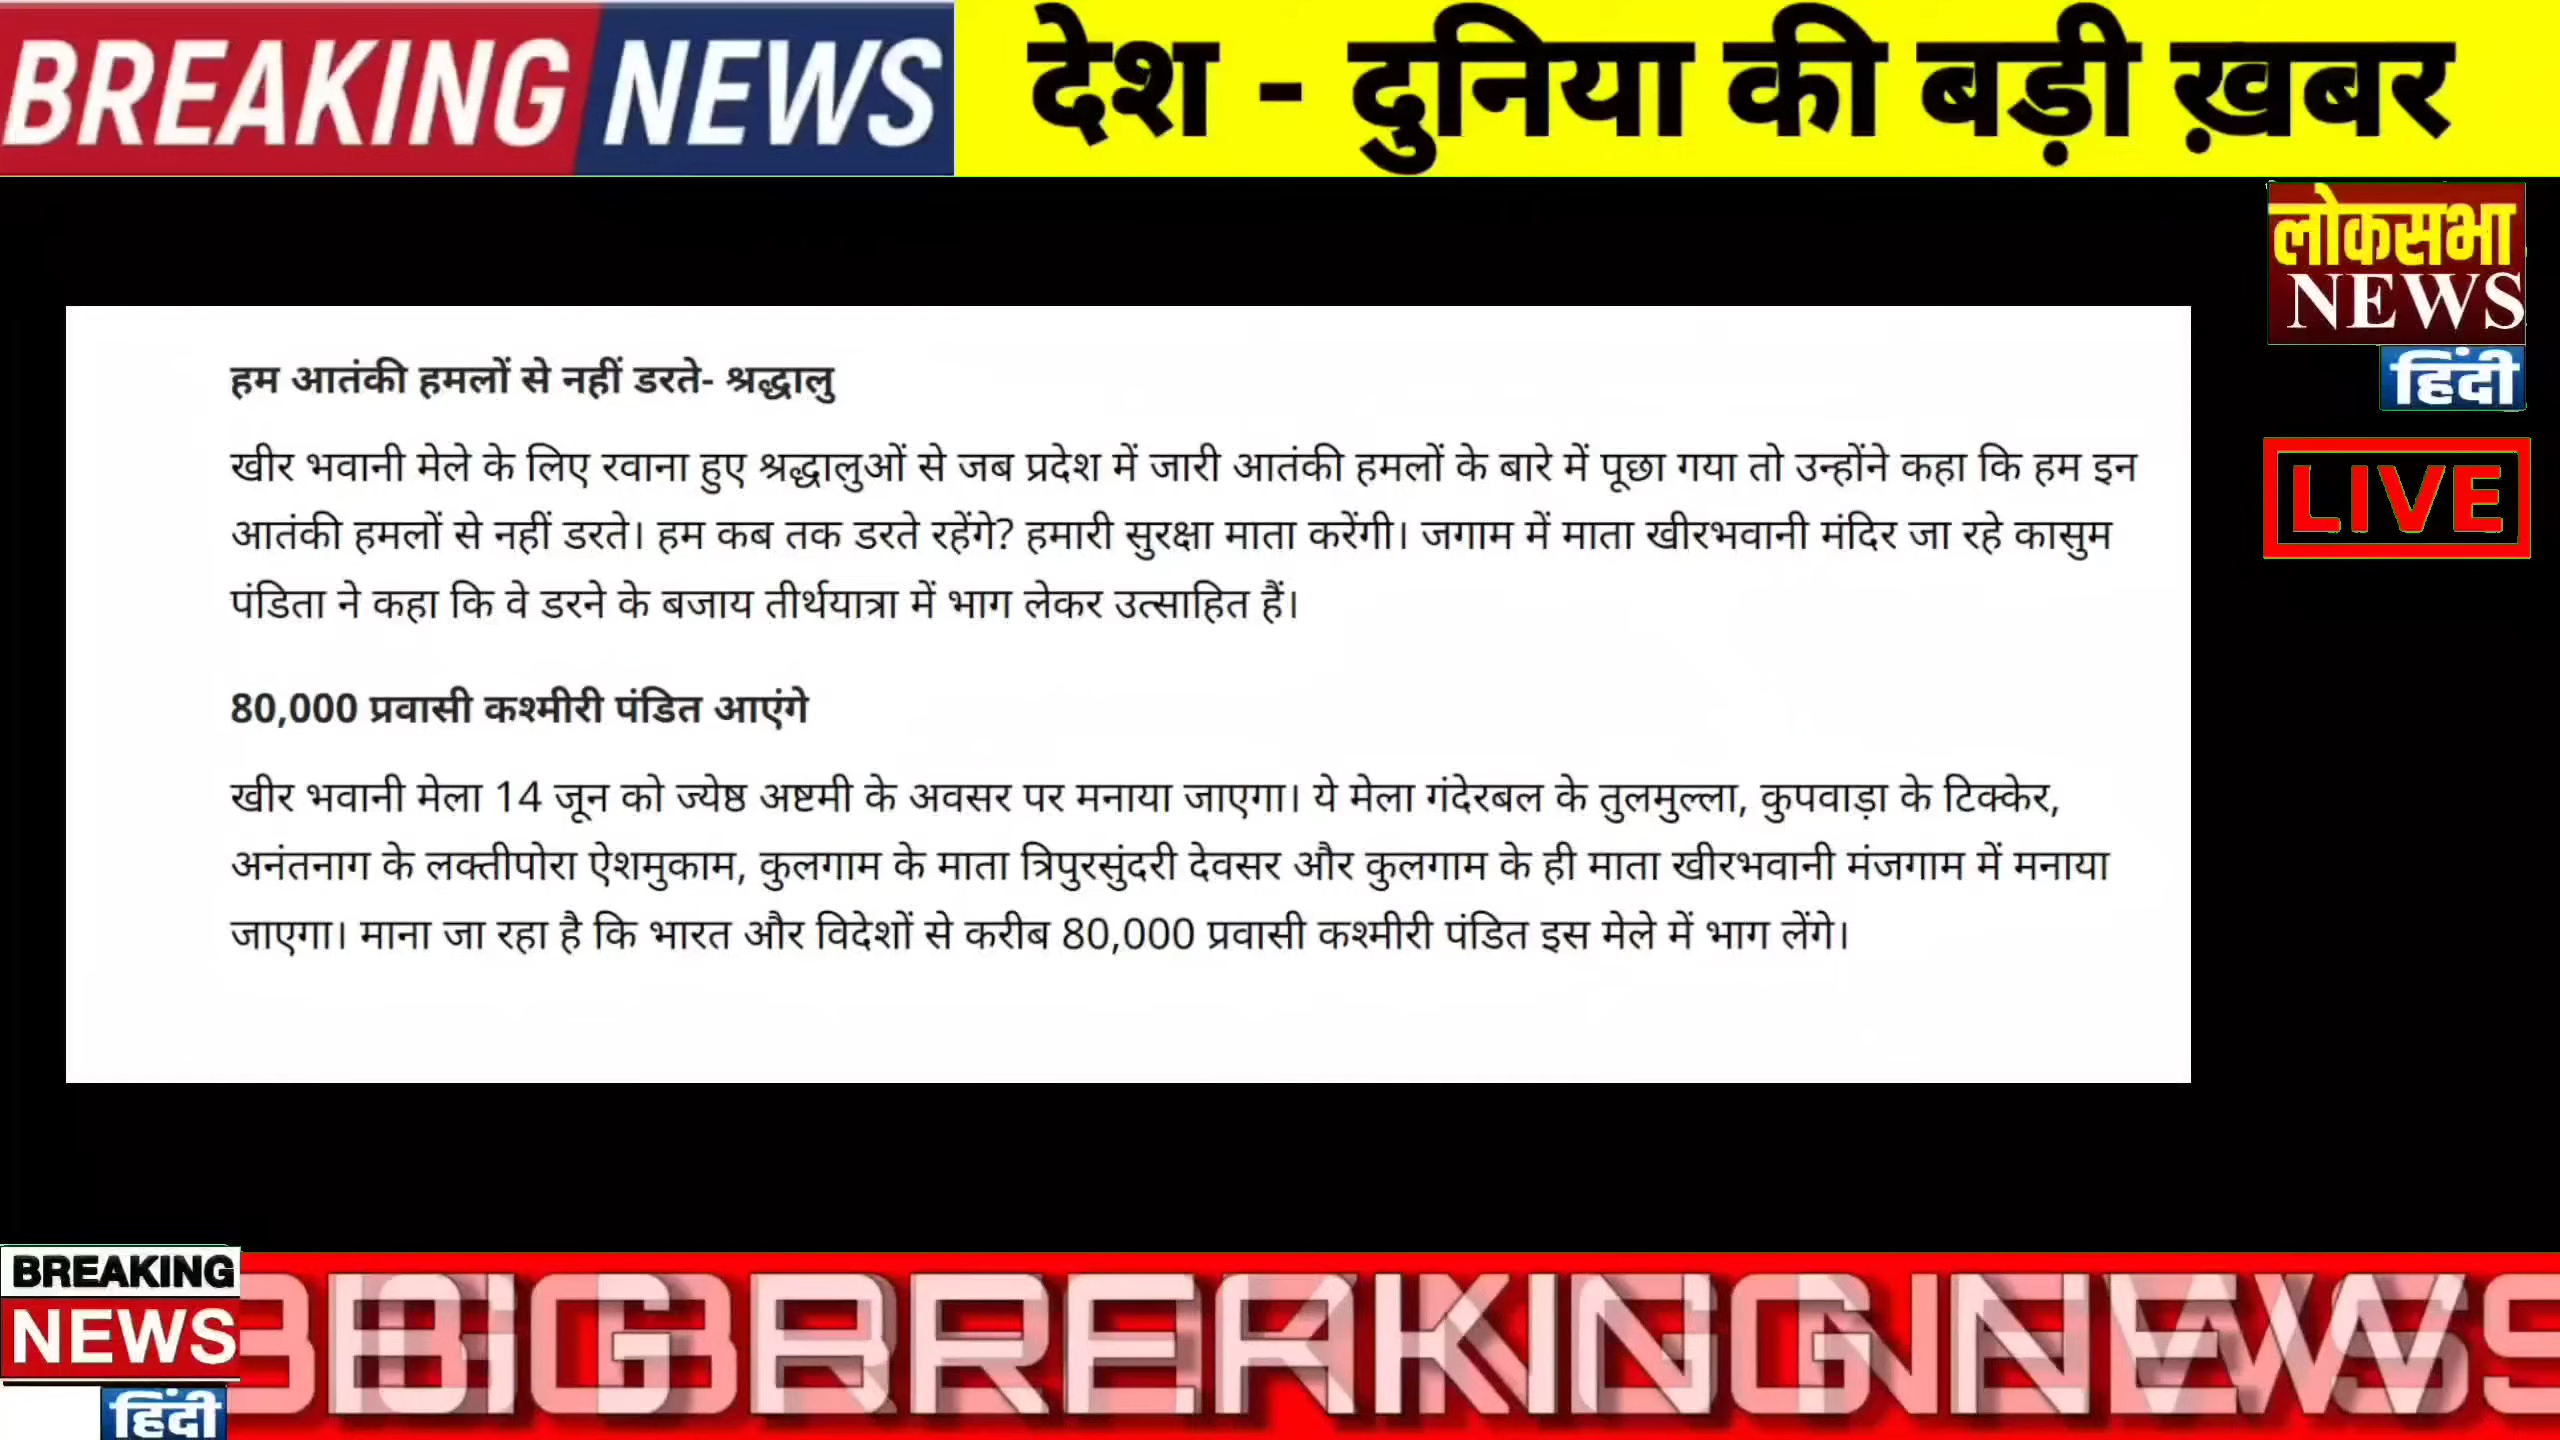 BREAKING NEWS देश - दुनिया की बड़ी ख़बर
लोकसभा
NEWS
हिंदी
LIVE
हम आतंकी हमलों से नहीं डरते- श्रद्धालु
खीर भवानी मेले के लिए रवाना हुए श्रद्धालुओं से जब प्रदेश में जारी आतंकी हमलों के बारे में पूछा गया तो उन्होंने कहा कि हम इन
आतंकी हमलों से नहीं डरते। हम कब तक डरते रहेंगे? हमारी सुरक्षा माता करेंगी। जगाम में माता खीरभवानी मंदिर जा रहे कासुम
पंडिता ने कहा कि वे डरने के बजाय तीर्थयात्रा में भाग लेकर उत्साहित हैं।
80,000 प्रवासी कश्मीरी पंडित आएंगे
खीर भवानी मेला 14 जून को ज्येष्ठ अष्टमी के अवसर पर मनाया जाएगा। ये मेला गंदेरबल के तुलमुल्ला, कुपवाड़ा के टिक्केर,
अनंतनाग के लक्तीपोरा ऐशमुकाम, कुलगाम के माता त्रिपुरसुंदरी देवसर और कुलगाम के ही माता खीरभवानी मंजगाम में मनाया
जाएगा। माना जा रहा है कि भारत और विदेशों से करीब 80,000 प्रवासी कश्मीरी पंडित इस मेले में भाग लेंगे।
BREAKING
NEWS
हिंदी
BIG BREAKING NEWS